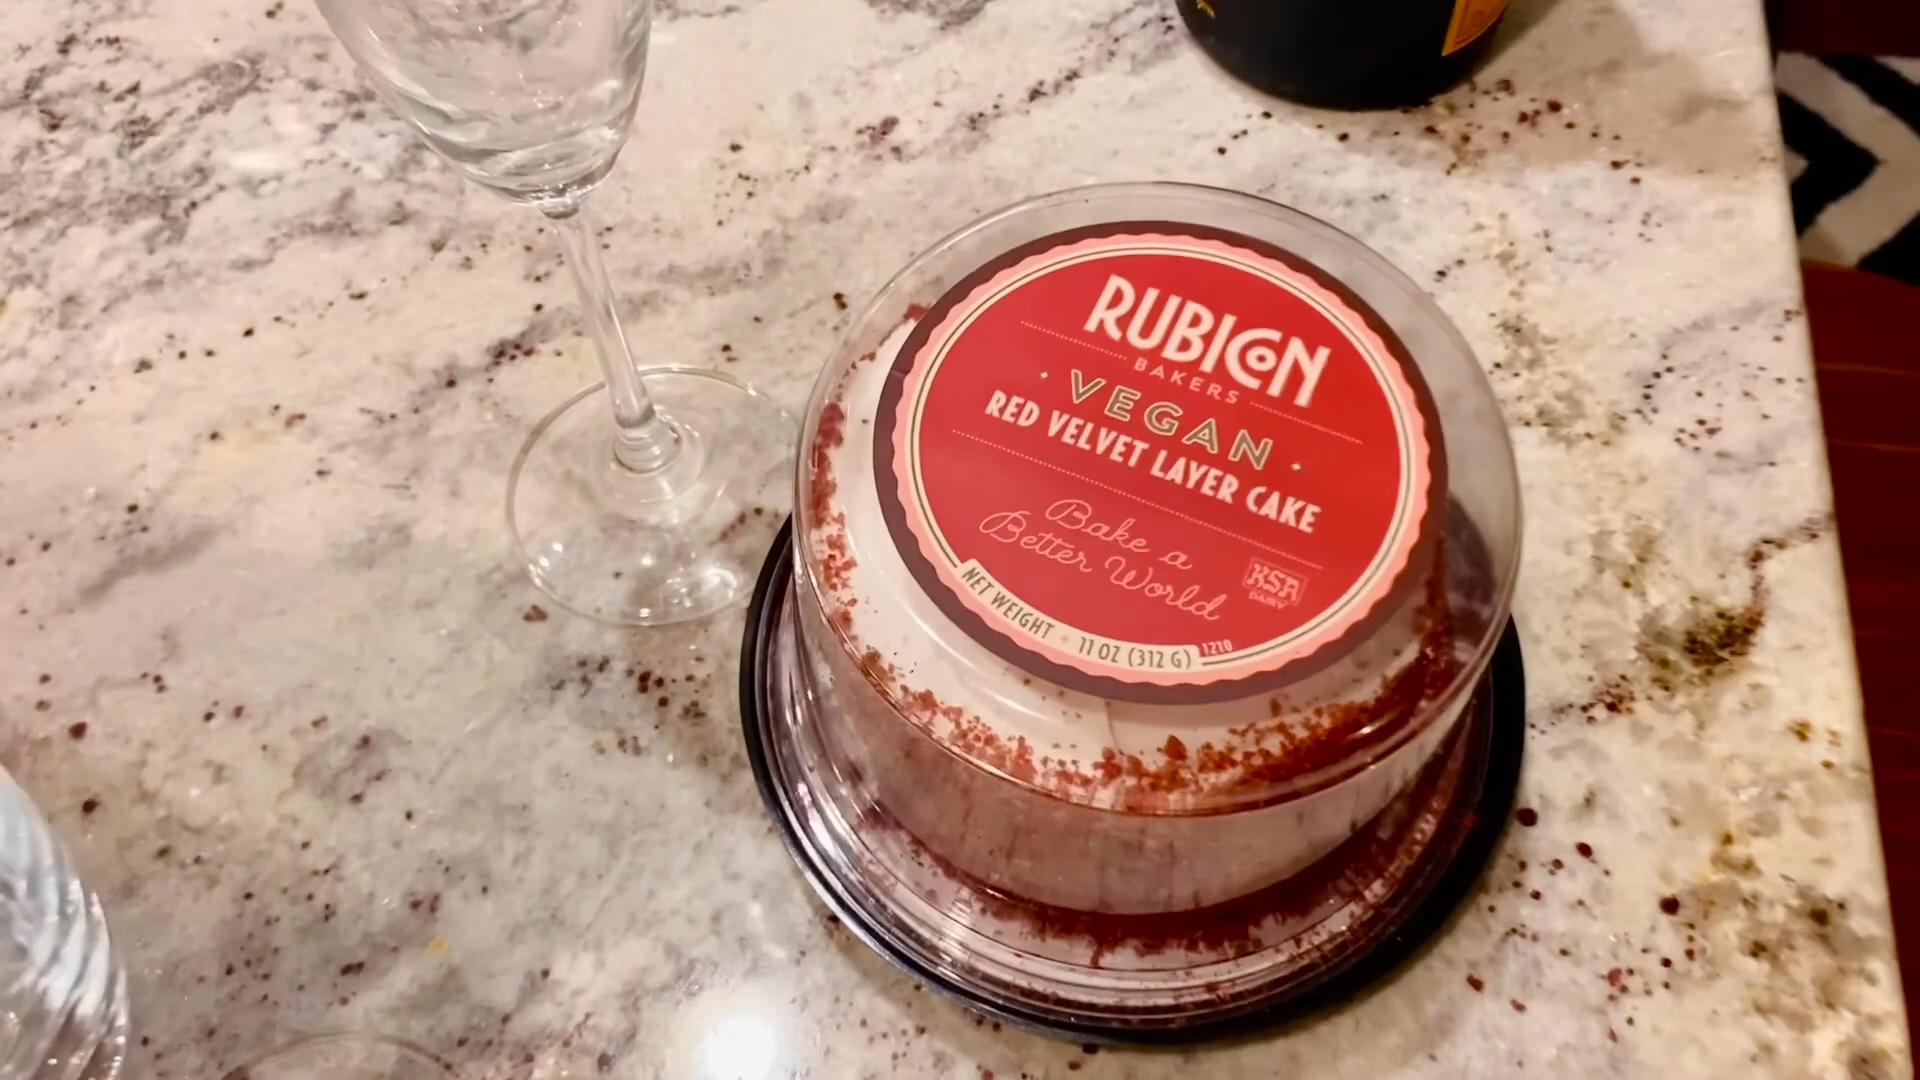 RUBICON
BAKERS
VEGAN
RED VELVET LAYER CAKE
Bake a
Better World
KSA
DAIRY
NET WEIGHT • 11 OZ (312 G)
1210